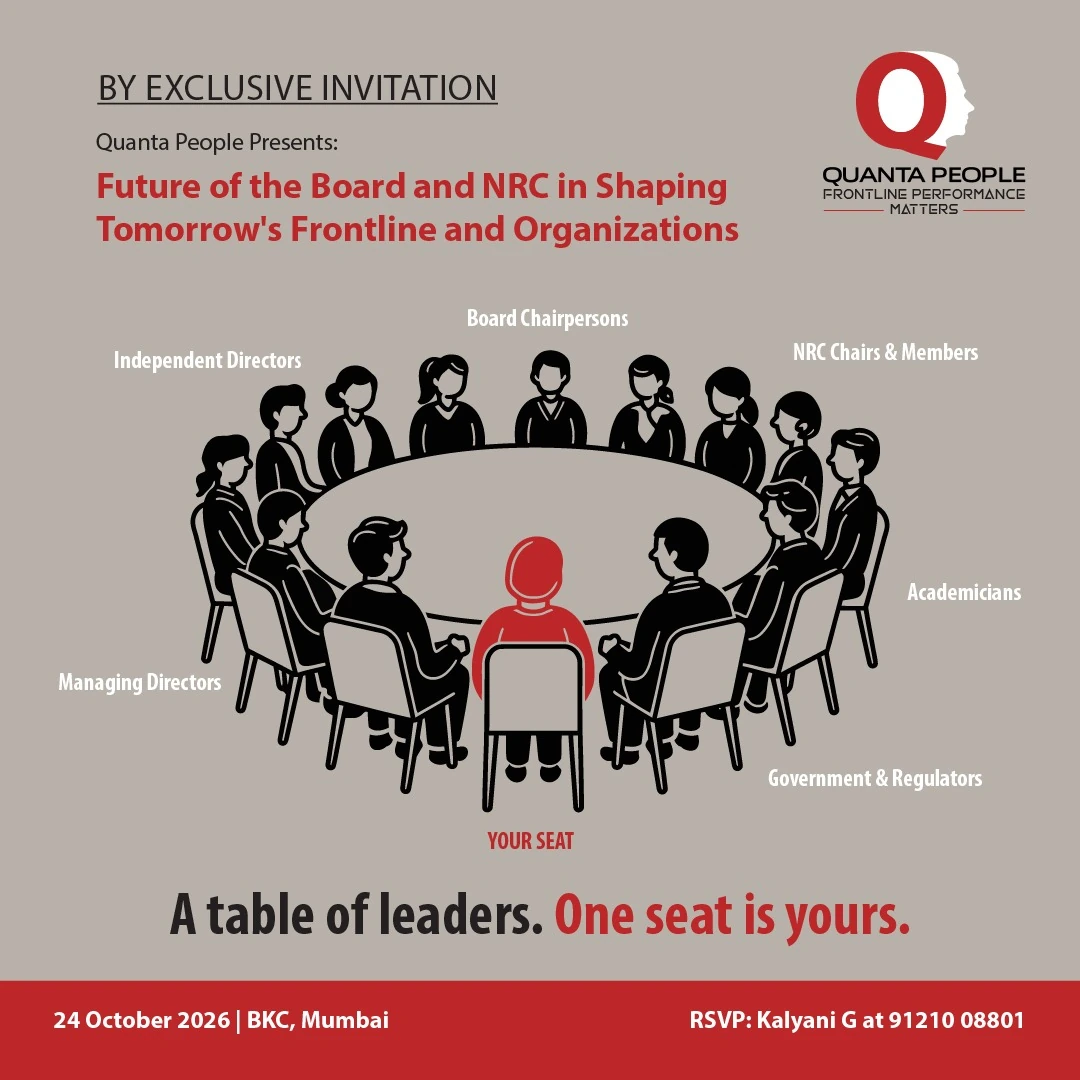 BY EXCLUSIVE INVITATION
Quanta People Presents:
Future of the Board and NRC in Shaping
Tomorrow's Frontline and Organizations
Q
QUANTA PEOPLE
FRONTLINE PERFORMANCE
MATTERS
Board Chairpersons
Independent Directors
NRC Chairs & Members
Academicians
Managing Directors
Government & Regulators
YOUR SEAT
A table of leaders. One seat is yours.
24 October 2026 | BKC, Mumbai
RSVP: Kalyani G at 91210 08801